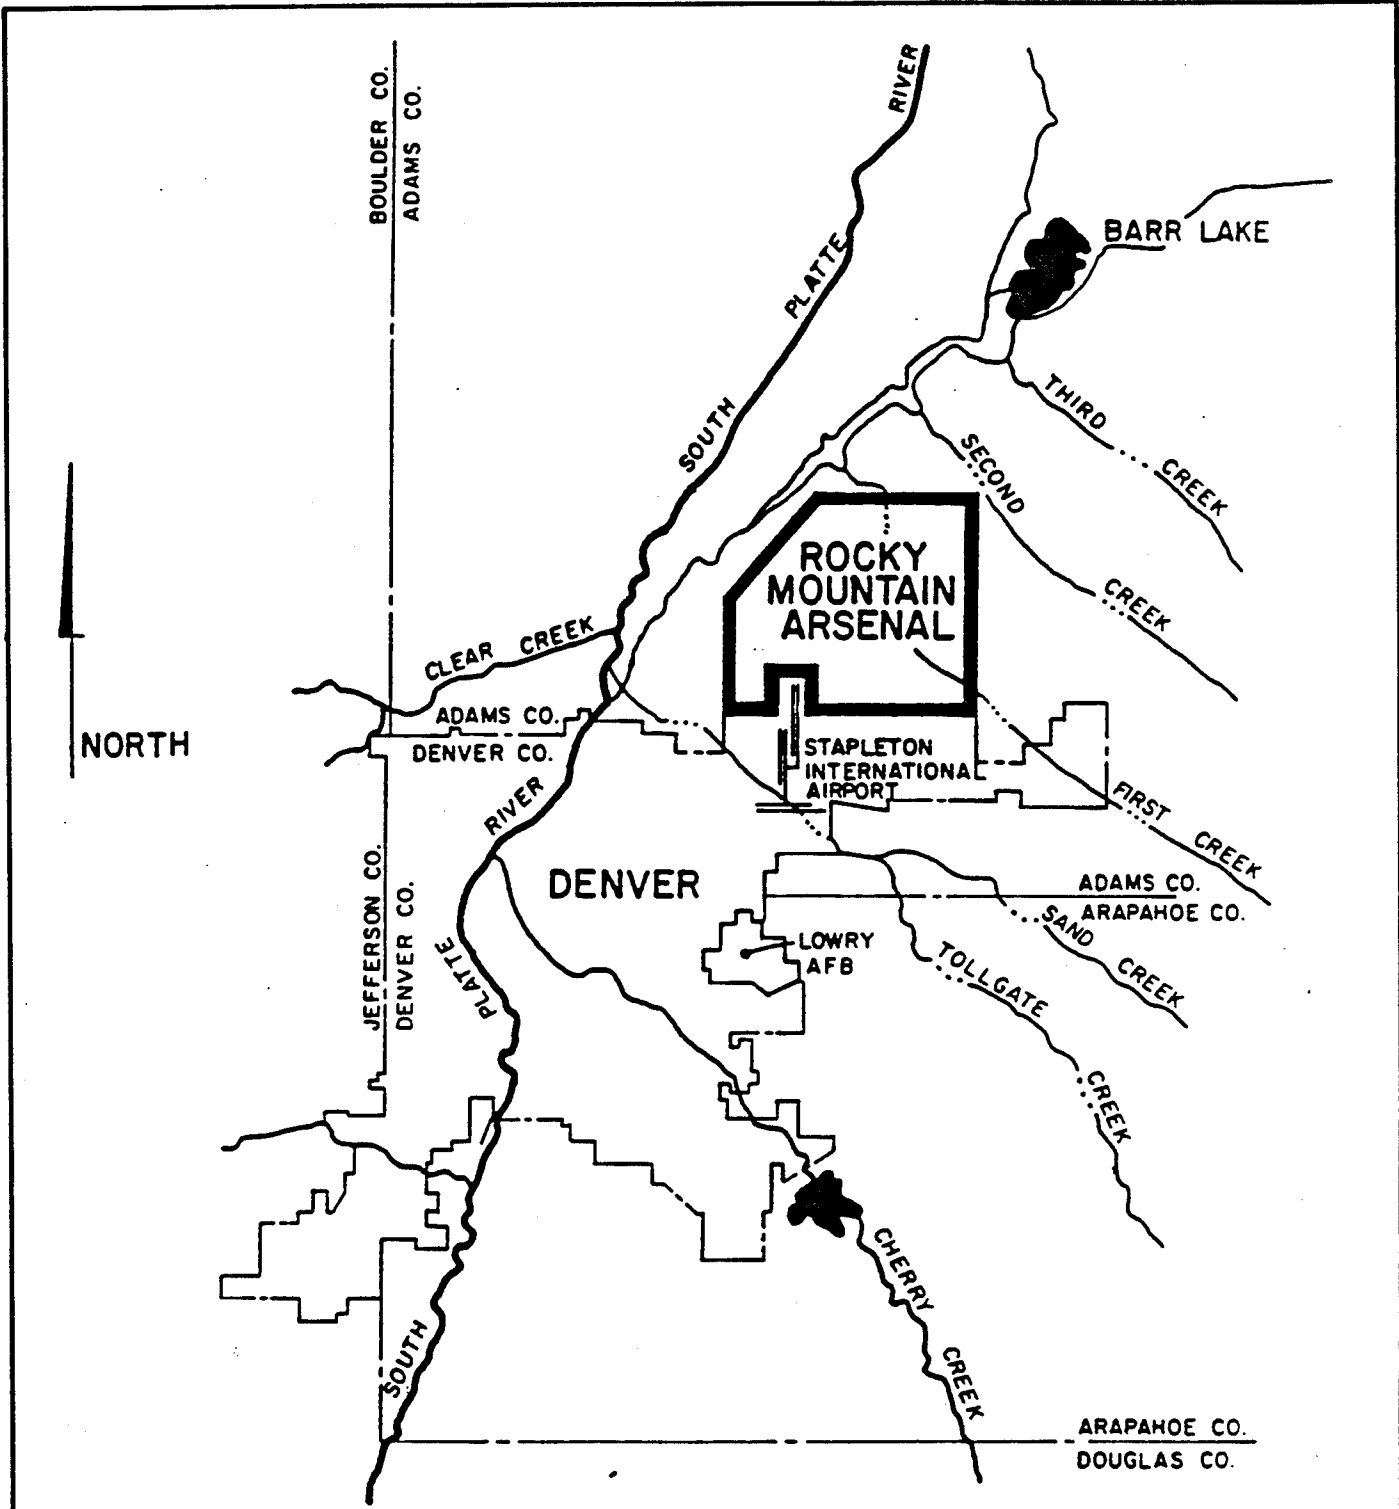 BOULDER CO.
ADAMS CO.
RIVER
PLATTE
SOUTH
BARR LAKE
THIRD
CREEK
SECOND
CREEK
ROCKY
MOUNTAIN
ARSENAL
CLEAR CREEK
ADAMS CO.
DENVER CO.
NORTH
STAPLETON
INTERNATIONAL
AIRPORT
FIRST
CREEK
RIVER
PLATTE
SOUTH
DENVER
JEFFERSON CO.
DENVER CO.
ADAMS CO.
ARAPAHOE CO.
LOWRY
AFB
SAND
CREEK
TOLLGATE
CREEK
CHERRY
CREEK
ARAPAHOE CO.
DOUGLAS CO.